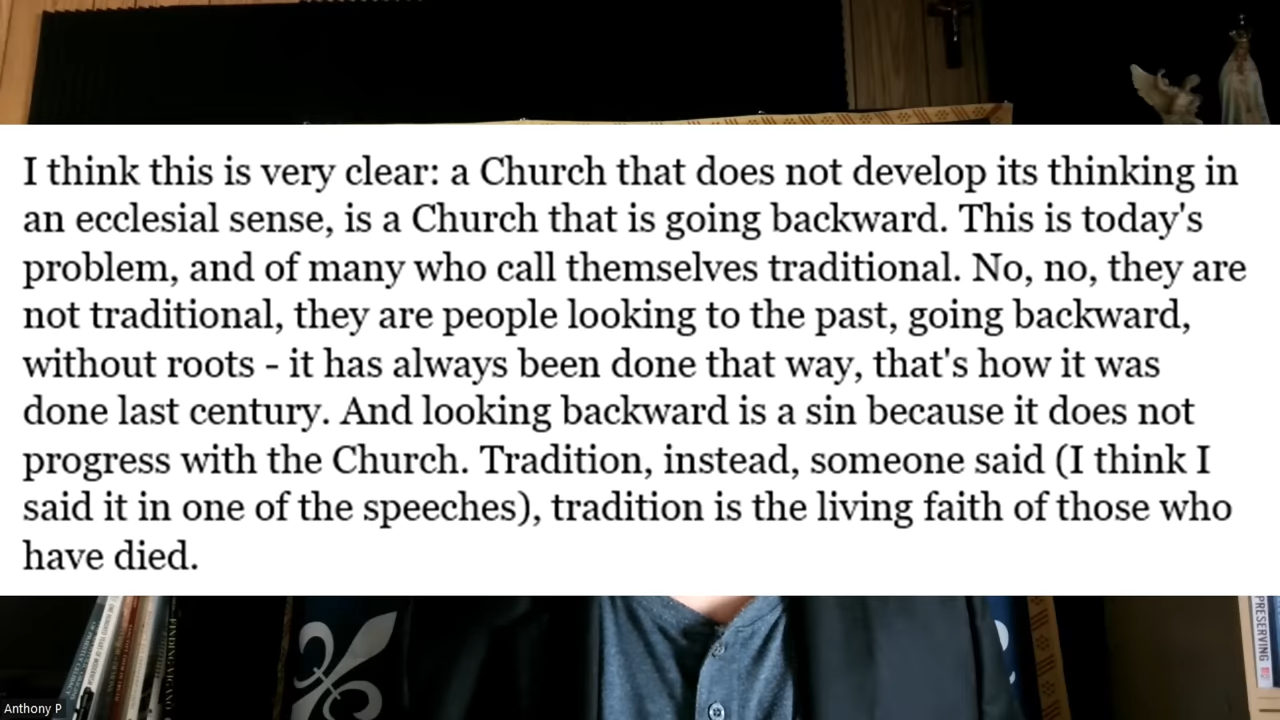 I think this is very clear: a Church that does not develop its thinking in
an ecclesial sense, is a Church that is going backward. This is today's
problem, and of many who call themselves traditional. No, no, they are
not traditional, they are people looking to the past, going backward,
without roots - it has always been done that way, that's how it was
done last century. And looking backward is a sin because it does not
progress with the Church. Tradition, instead, someone said (I think I
said it in one of the speeches), tradition is the living faith of those who
have died.
PRESERVING
Anthony P